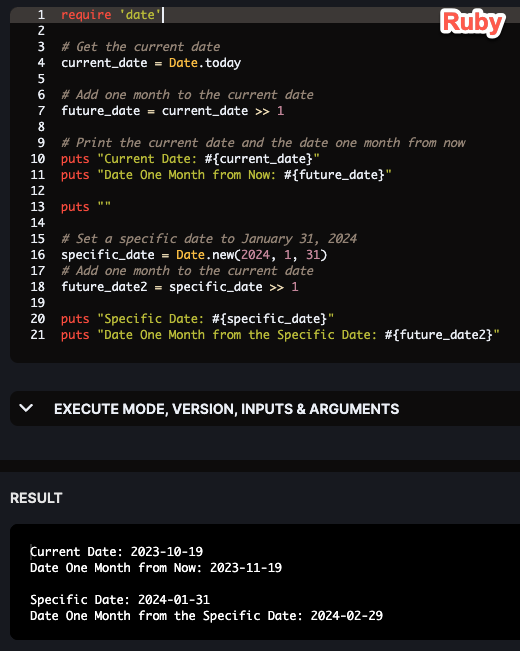 Ruby
1 require 'date'
2
3 # Get the current date
4 current_date = Date.today
5
6 # Add one month to the current date
7 future_date = current_date >> 1
8
9 # Print the current date and the date one month from now
10 puts "Current Date: #{current_date}"
11 puts "Date One Month from Now: #{future_date}"
12
13 puts ""
14
15 # Set a specific date to January 31, 2024
16 specific_date = Date.new(2024, 1, 31)
17 # Add one month to the current date
18 future_date2 = specific_date >> 1
19
20 puts "Specific Date: #{specific_date}"
21 puts "Date One Month from the Specific Date: #{future_date2}"
EXECUTE MODE, VERSION, INPUTS & ARGUMENTS
RESULT
Current Date: 2023-10-19
Date One Month from Now: 2023-11-19
Specific Date: 2024-01-31
Date One Month from the Specific Date: 2024-02-29